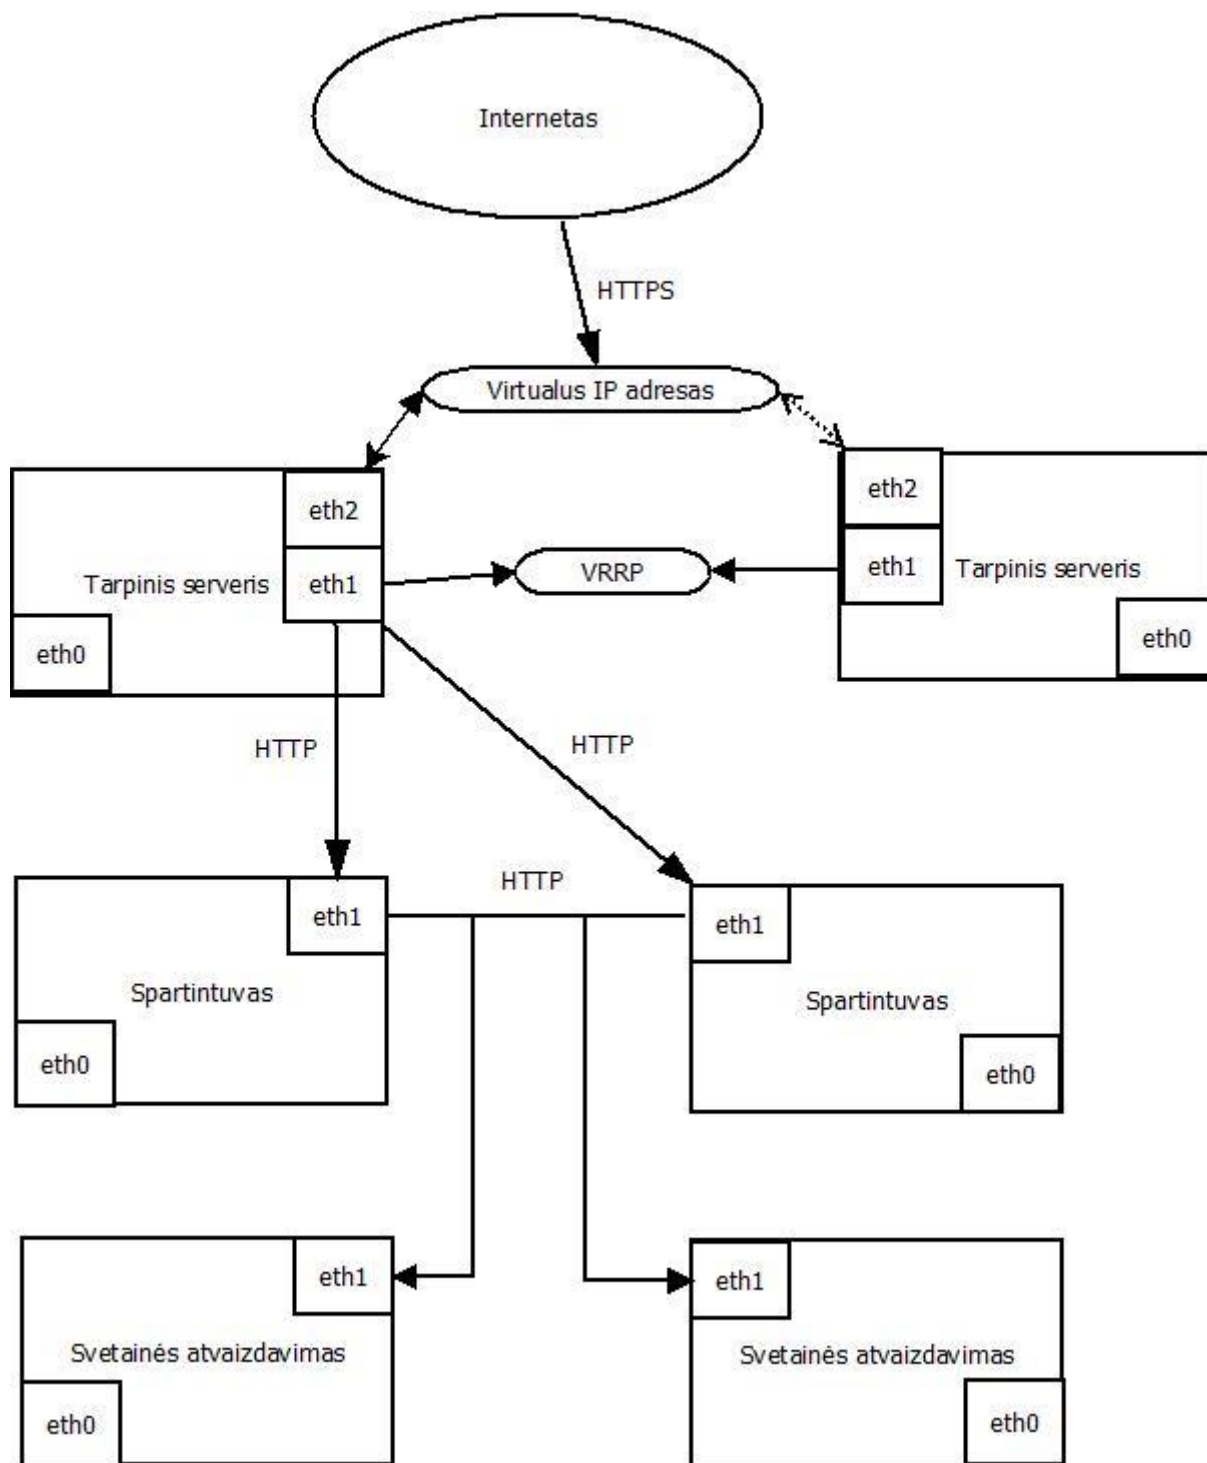 Internetas
HTTPS
Virtualus IP adresas
eth2
eth2
Tarpinis serveris
eth1
VRRP
eth1
Tarpinis serveris
eth0
eth0
HTTP
HTTP
HTTP
eth1
eth1
Spartintuvas
Spartintuvas
eth0
eth0
eth1
eth1
Svetainės atvaizdavimas
Svetainės atvaizdavimas
eth0
eth0